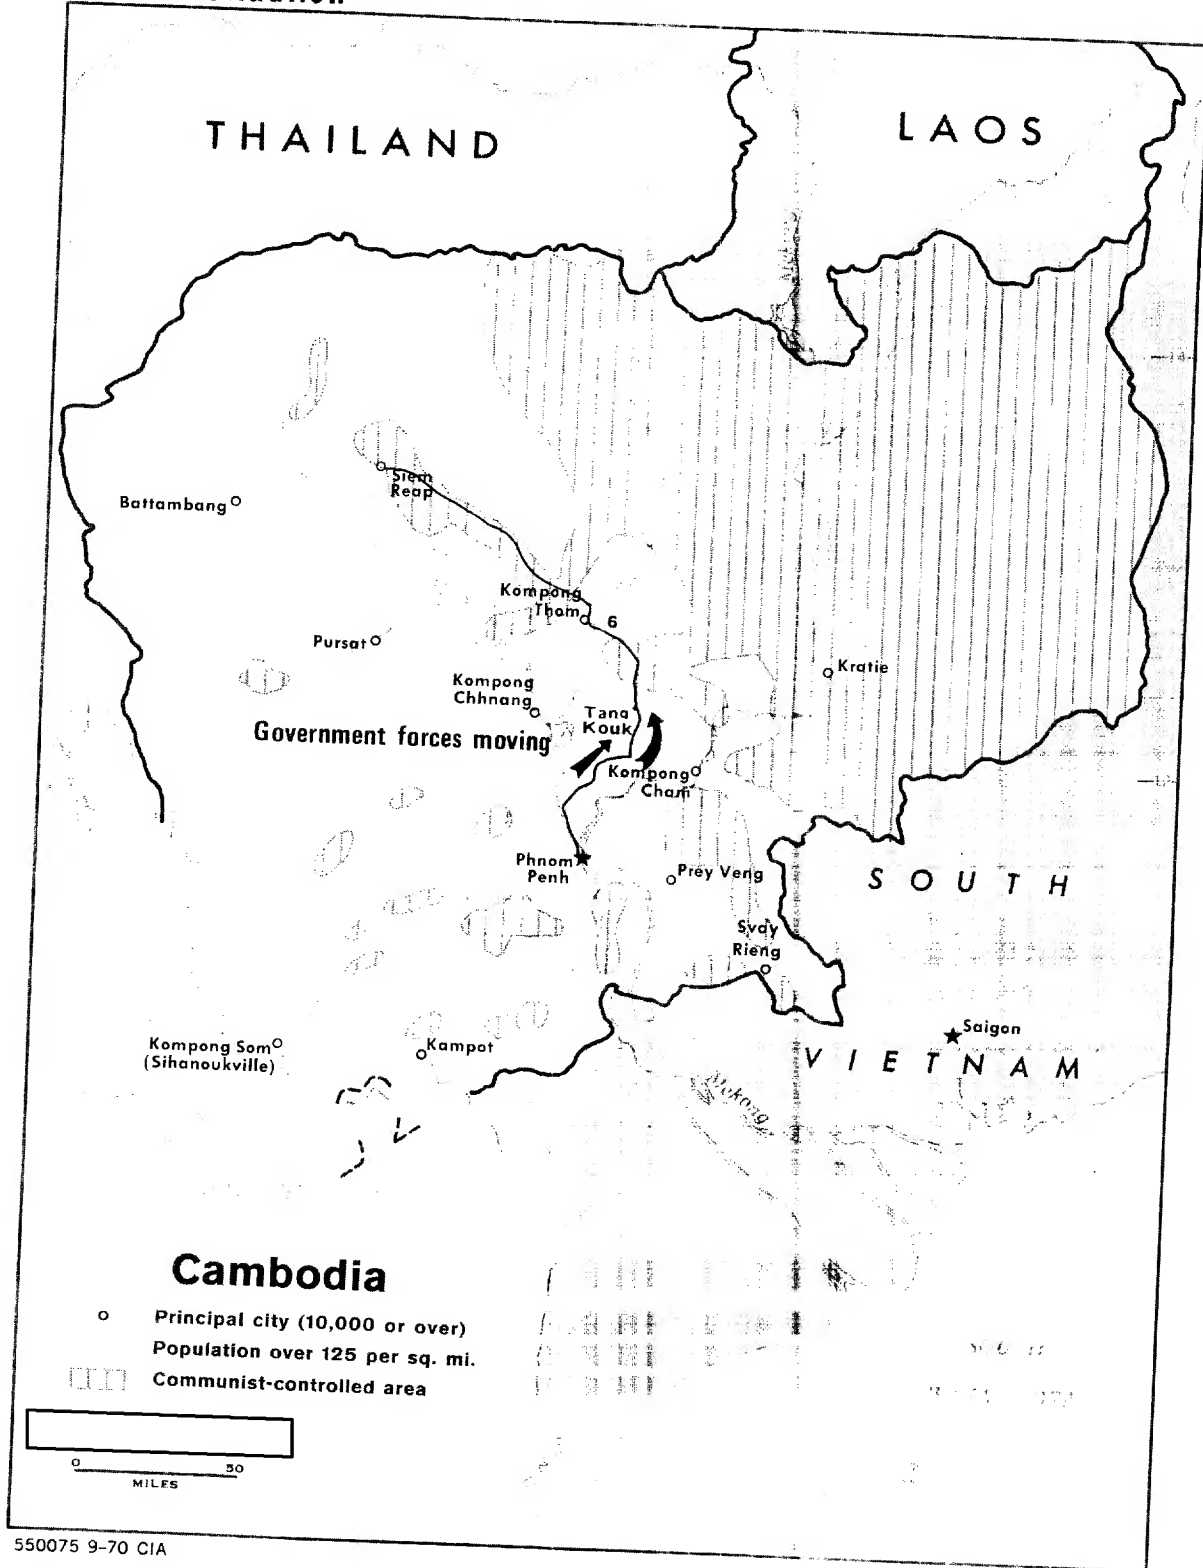 THAILAND
LAOS
Siem
Reap
Battambang
Kompong
Thom
6
Pursat
Kratie
Kompong
Chhnang
Tang
Kouk
Government forces moving
Kompong
Cham
Phnom
Penh
Prey Veng
SOUTH
Svay
Rieng
Saigon
Kompong Som
(Sihanoukville)
Kampot
VIETNAM
Mekong
Cambodia
Principal city (10,000 or over)
Population over 125 per sq. mi.
Communist-controlled area
0 50
MILES
550075 9-70 CIA